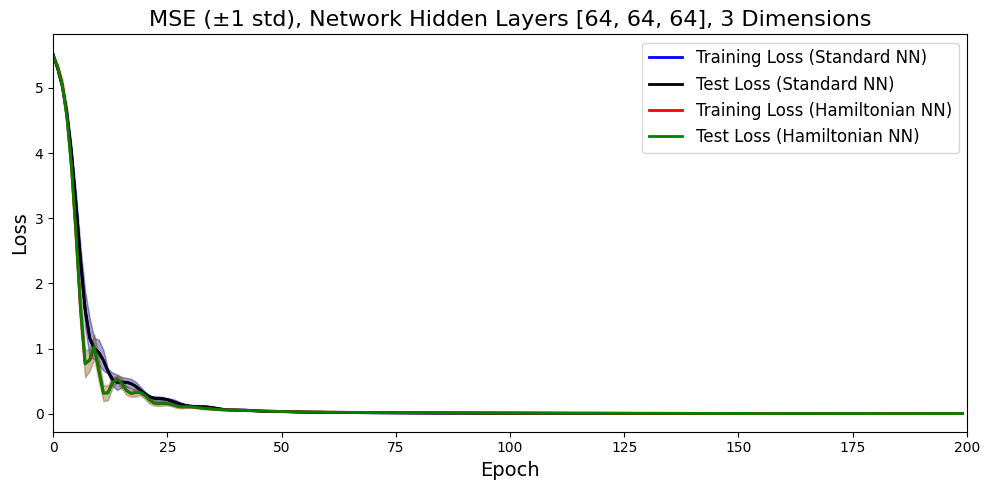 MSE (±1 std), Network Hidden Layers [64, 64, 64], 3 Dimensions
Training Loss (Standard NN)
Test Loss (Standard NN)
Training Loss (Hamiltonian NN)
Test Loss (Hamiltonian NN)
Loss
5
4
3
2
1
0
0 25 50 75 100 125 150 175 200
Epoch